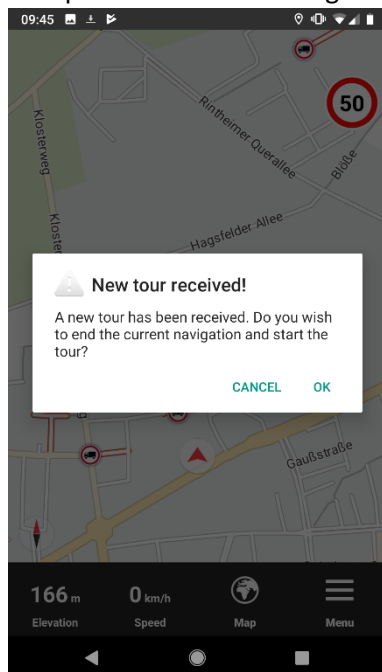 09:45
50
Rintheimer Querallee
Klosterweg
Blöße
Hagsfelder Allee
New tour received!
A new tour has been received. Do you wish
to end the current navigation and start the
tour?
CANCEL OK
Gaußstraße
166 m 0 km/h
Elevation Speed Map Menu